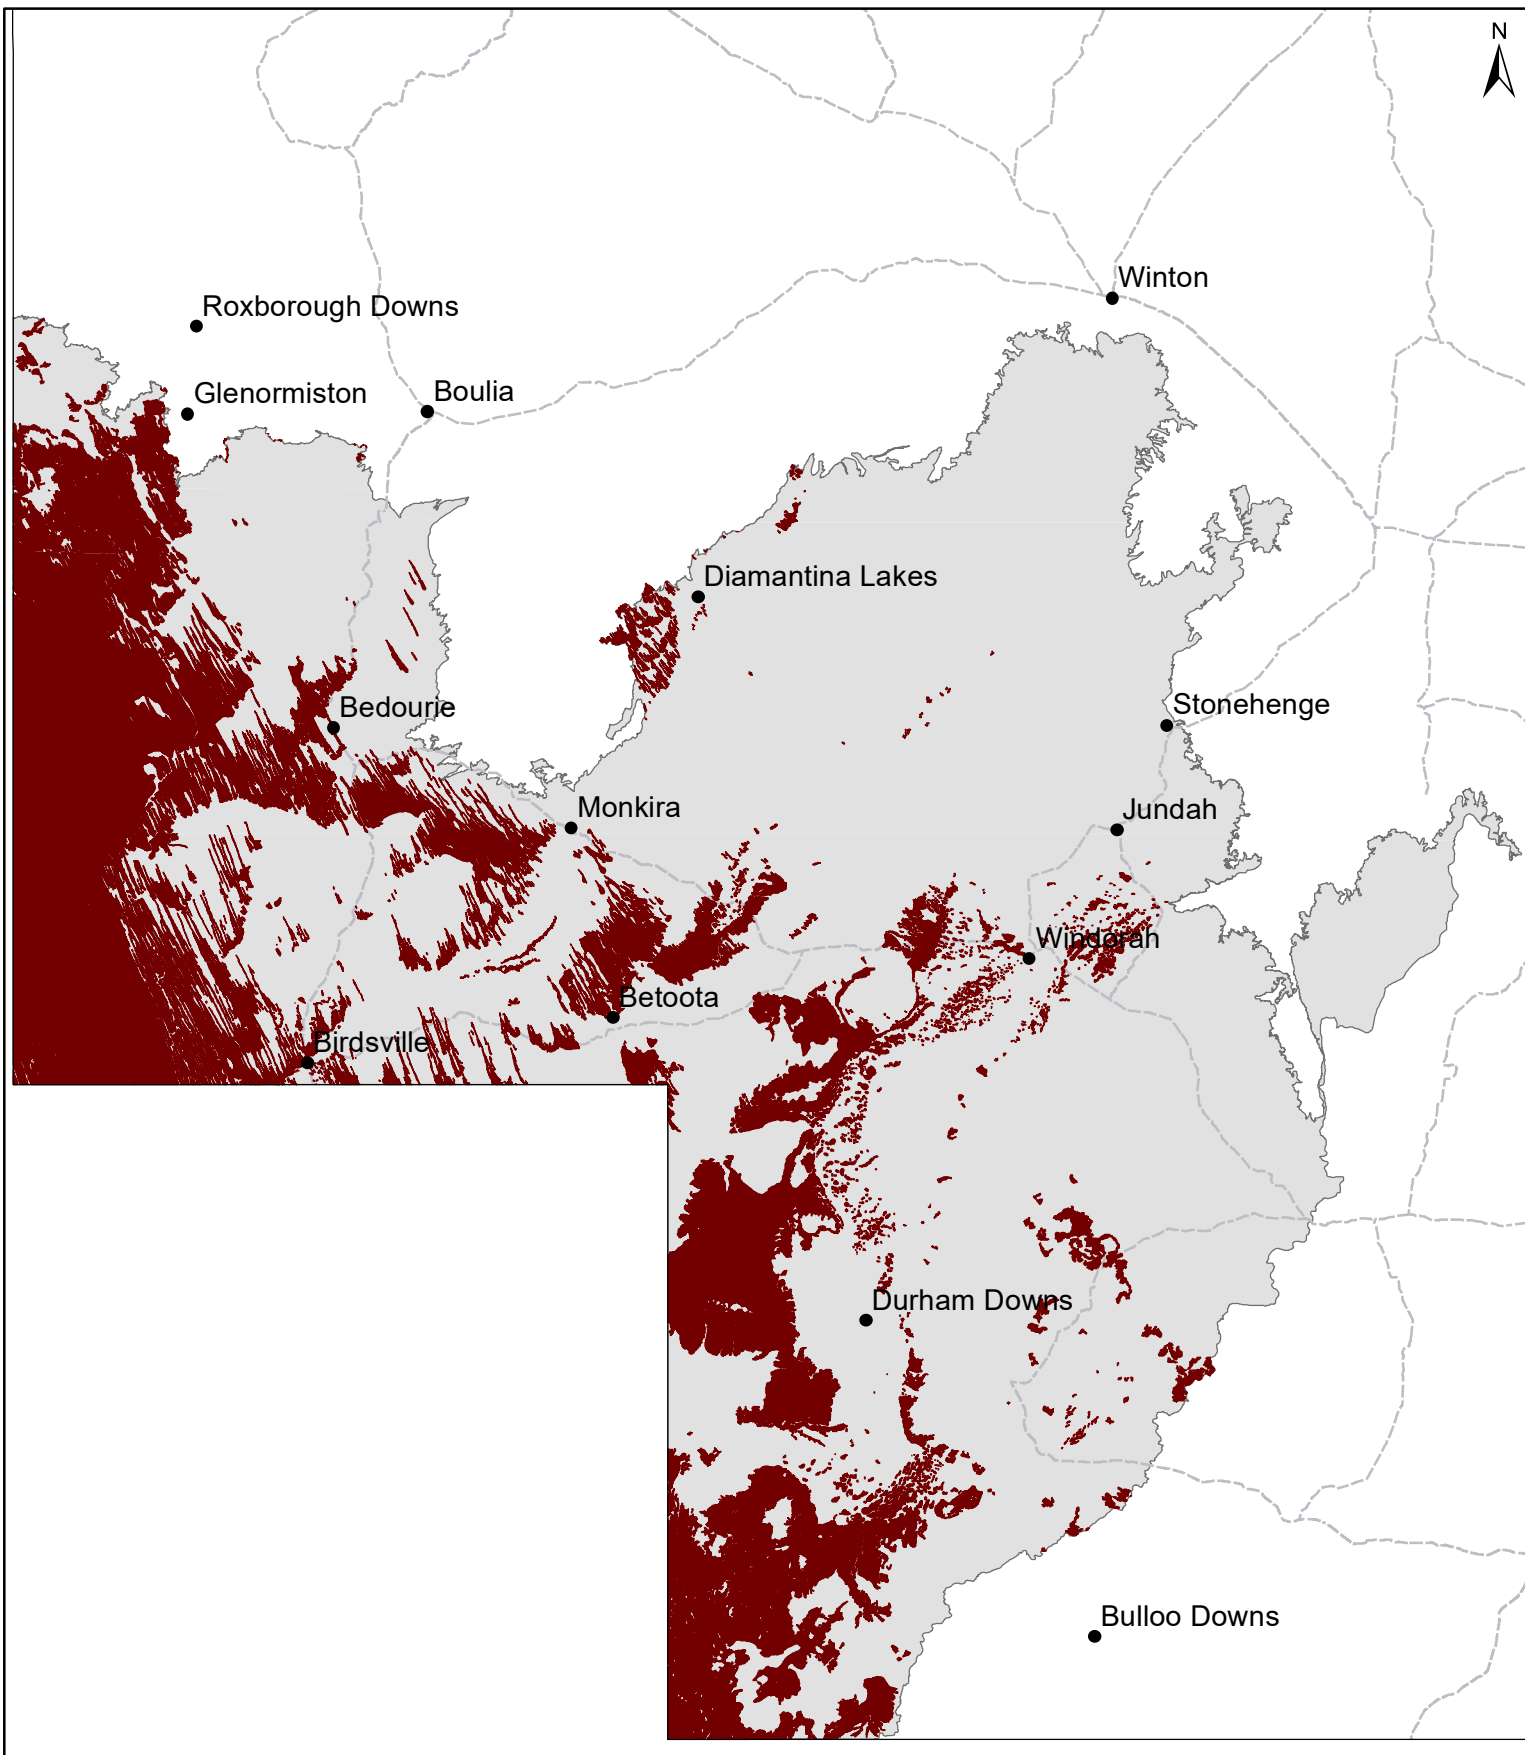 N
Winton
Roxborough Downs
Glenormiston
Boulia
Diamantina Lakes
Bedourie
Stonehenge
Monkira
Jundah
Windorah
Betoota
Birdsville
Durham Downs
Bulloo Downs